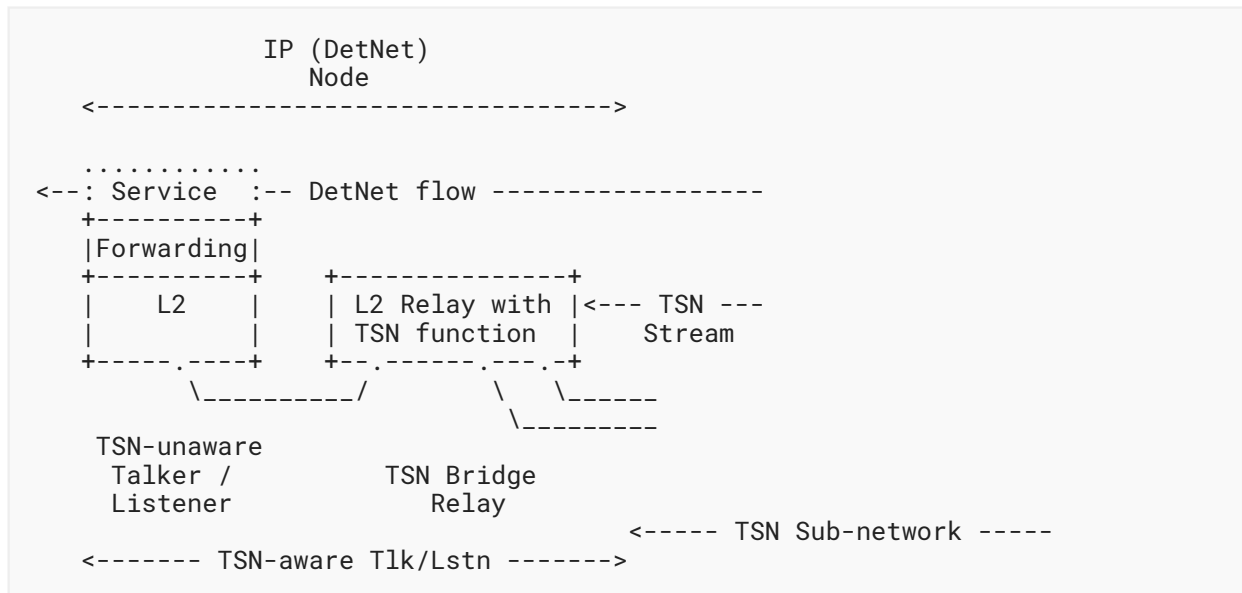 IP (DetNet)
Node
<---------------------------------->
............
<--: Service  :-- DetNet flow ------------------
+----------+
|Forwarding|
+----------+    +---------------+
|    L2    |    | L2 Relay with |<--- TSN ---
|          |    | TSN function  |    Stream
+-----.----+    +--.------.---.-+
\__________/        \   \______
\_________
TSN-unaware
Talker /          TSN Bridge
Listener             Relay
<----- TSN Sub-network -----
<------- TSN-aware Tlk/Lstn ------->